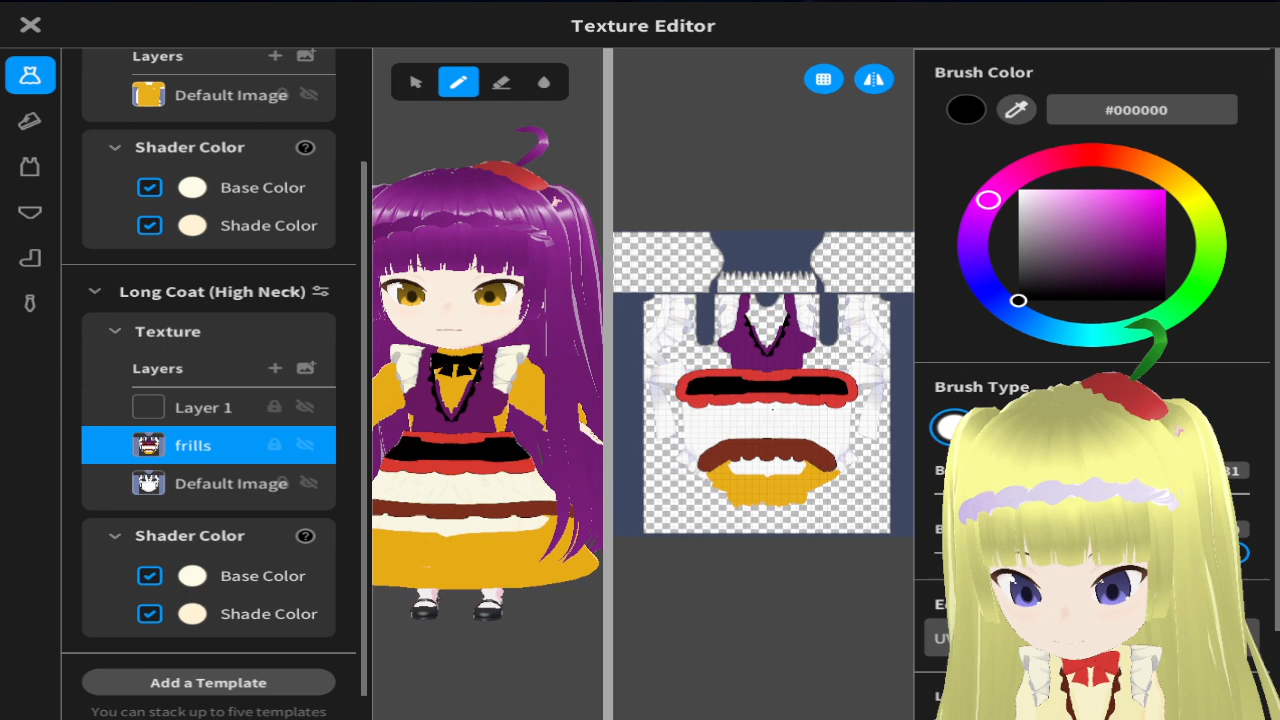 Texture Editor
Layers
Default Image
Shader Color
Base Color
Shade Color
Long Coat (High Neck)
Texture
Layers
Layer 1
frills
Default Image
Shader Color
Base Color
Shade Color
Add a Template
You can stack up to five templates
Brush Color
#000000
Brush Type